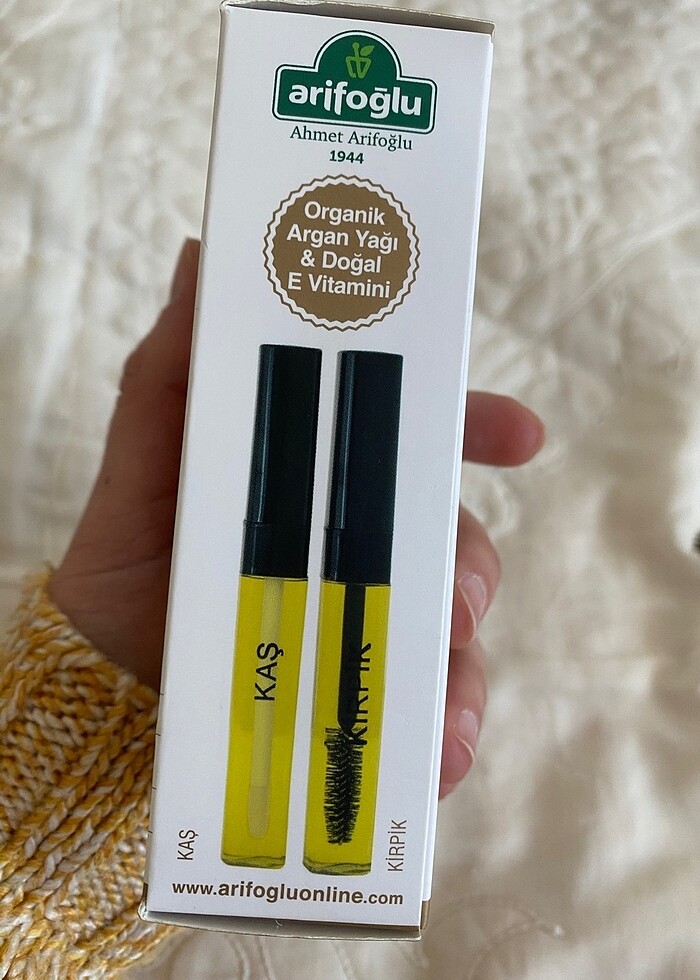 arifoğlu
Ahmet Arifoğlu
1944
Organik
Argan Yağı
& Doğal
E Vitamini
KAŞ
KİRPİK
KAŞ
KİRPİK
www.arifogluonline.com